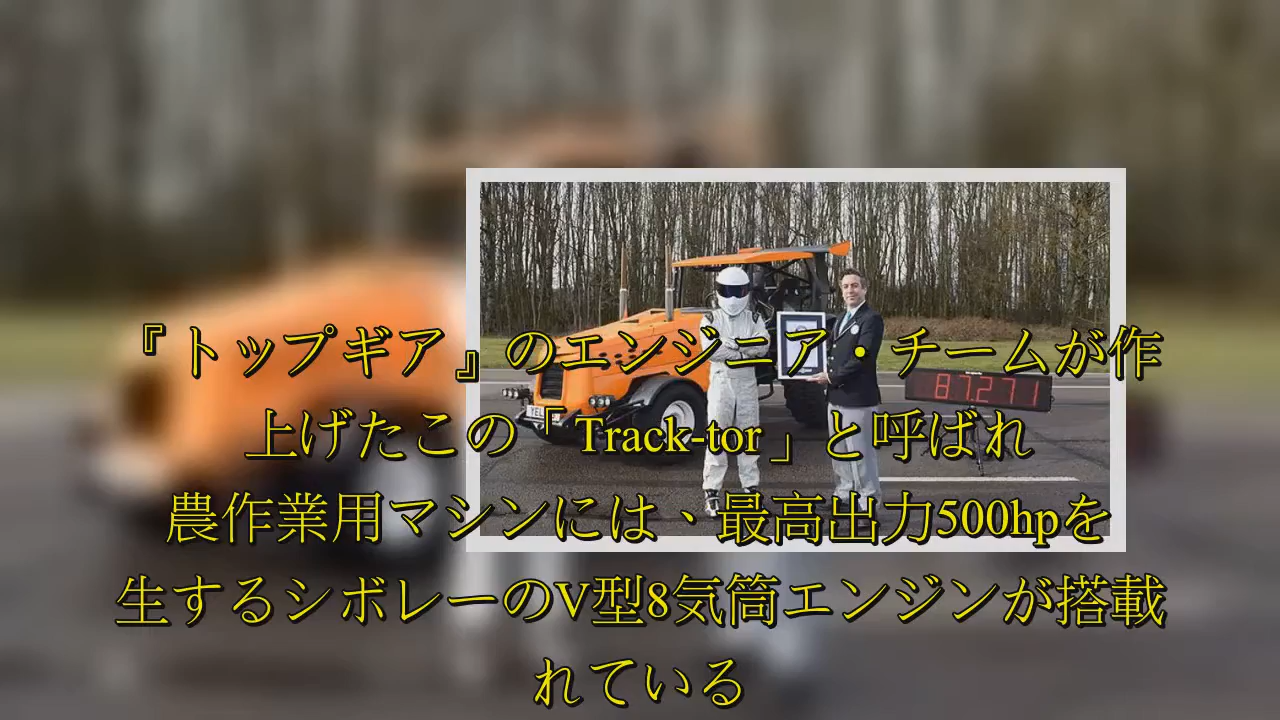 『トップギア』のエンジニア・チームが作
上げたこの「Track-tor」と呼ばれ
農作業用マシンには、最高出力500hpを
生するシボレーのV型8気筒エンジンが搭載
れている
87.271
YEL